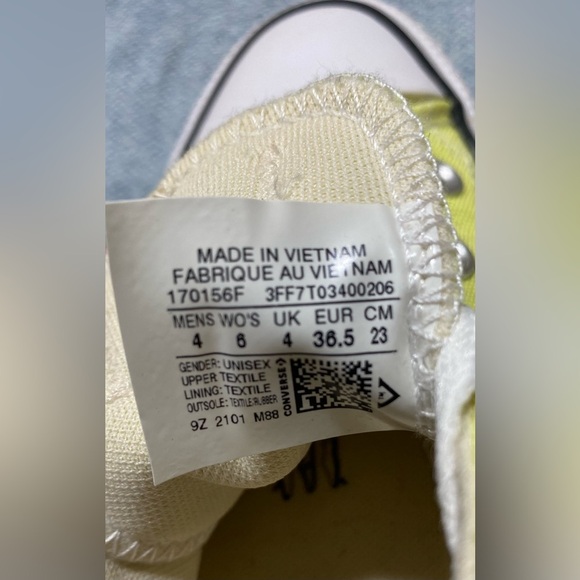 MADE IN VIETNAM
FABRIQUE AU VIETNAM
170156F 3FF7T03400206
MENS WO'S UK EUR CM
4 6 4 36.5 23
GENDER: UNISEX
UPPER: TEXTILE
LINING: TEXTILE
OUTSOLE: TEXTILE/RUBBER
9Z 2101 M88
CONVERSE